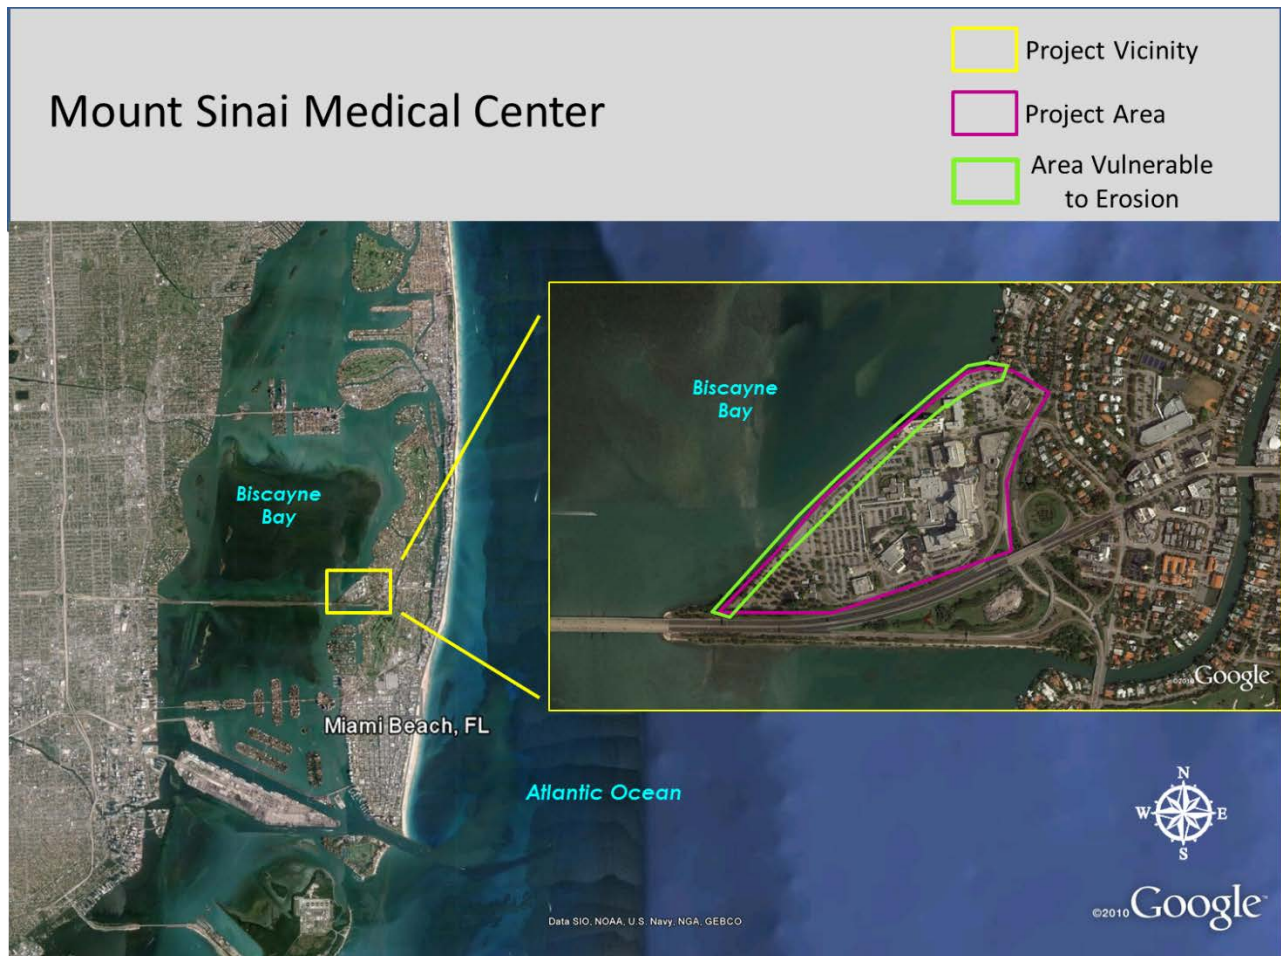 Mount Sinai Medical Center
Project Vicinity
Project Area
Area Vulnerable
to Erosion
Biscayne
Bay
Biscayne
Bay
©2010 Google
Miami Beach, FL
Atlantic Ocean
N
W E
S
Data SIO, NOAA, U.S. Navy, NGA, GEBCO
©2010 Google